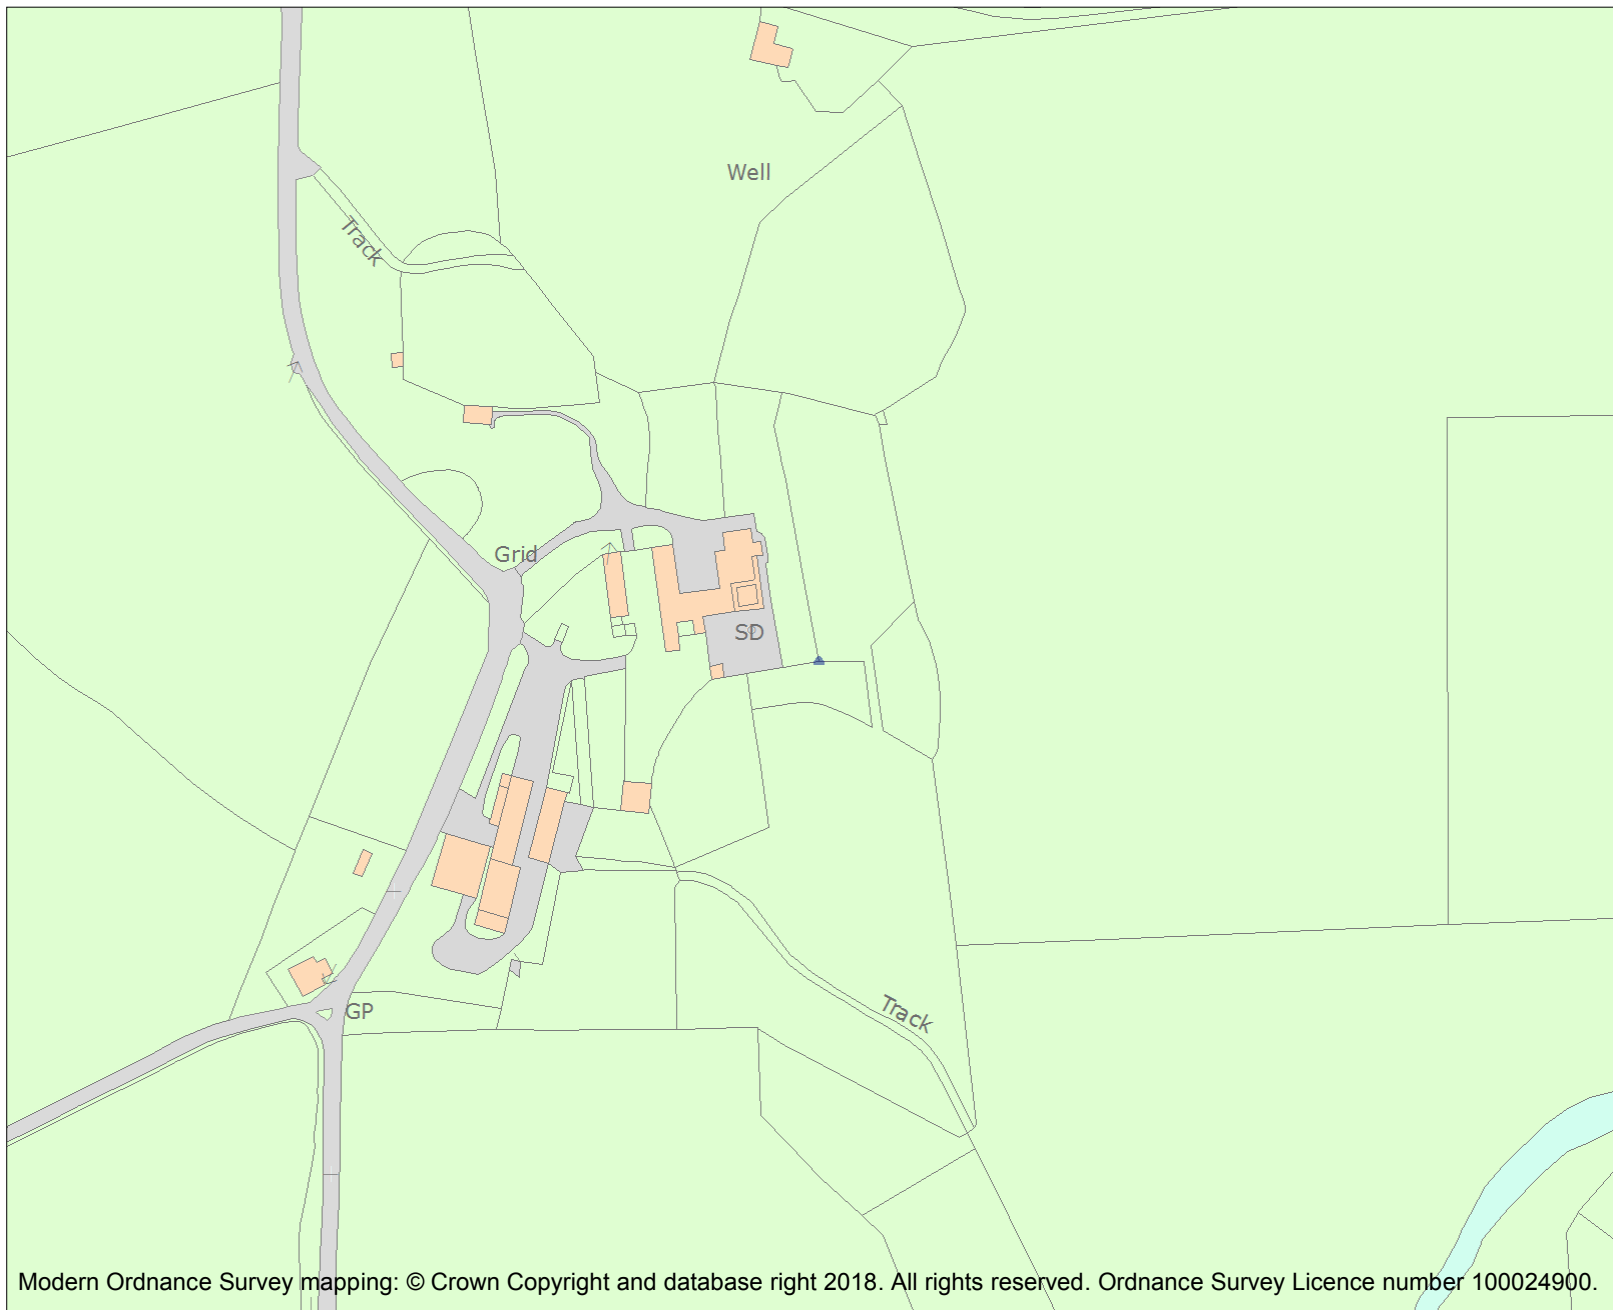 Well
Track
Grid
SD
GP
Track
Modern Ordnance Survey mapping: © Crown Copyright and database right 2018. All rights reserved. Ordnance Survey Licence number 100024900.